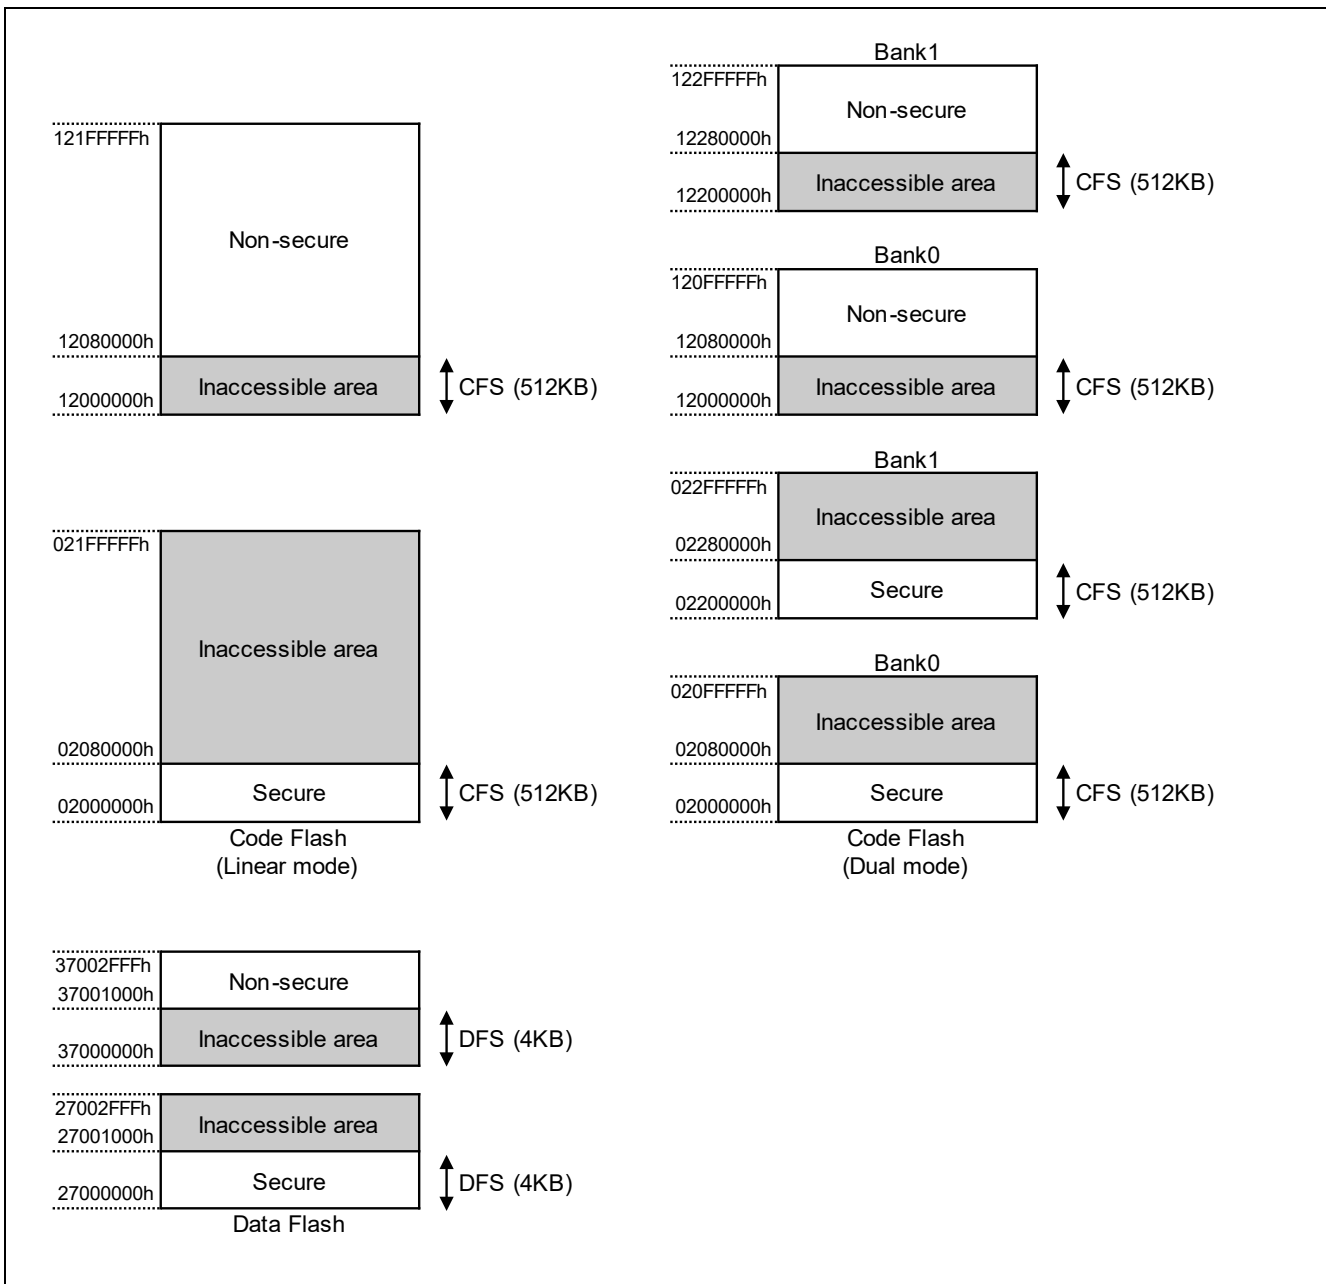 121FFFFFh
Non-secure
12080000h
Inaccessible area
CFS (512KB)
12000000h
021FFFFFh
Inaccessible area
02080000h
Secure
CFS (512KB)
02000000h
Code Flash
(Linear mode)
Bank1
122FFFFFh
Non-secure
12280000h
Inaccessible area
CFS (512KB)
12200000h
Bank0
120FFFFFh
Non-secure
12080000h
Inaccessible area
CFS (512KB)
12000000h
Bank1
022FFFFFh
Inaccessible area
02280000h
Secure
CFS (512KB)
02200000h
Bank0
020FFFFFh
Inaccessible area
02080000h
Secure
CFS (512KB)
02000000h
Code Flash
(Dual mode)
37002FFFh
Non-secure
37001000h
Inaccessible area
DFS (4KB)
37000000h
27002FFFh
Inaccessible area
27001000h
Secure
DFS (4KB)
27000000h
Data Flash